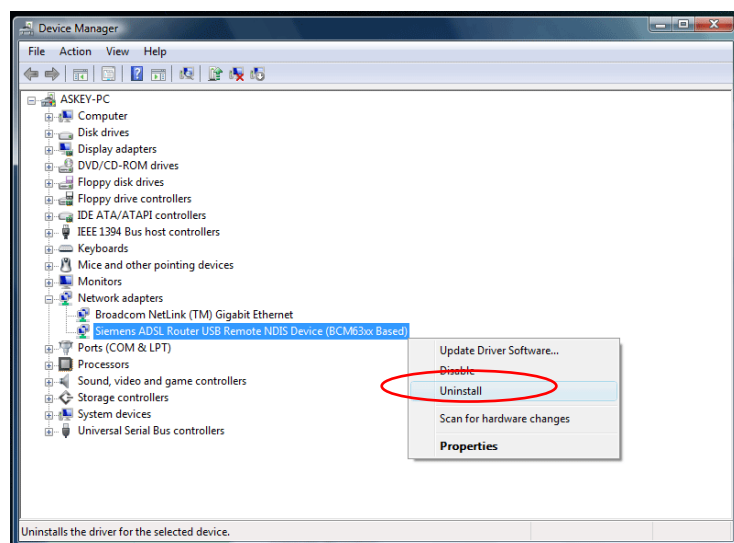 Device Manager
File Action View Help
ASKEY-PC
Computer
Disk drives
Display adapters
DVD/CD-ROM drives
Floppy disk drives
Floppy drive controllers
IDE ATA/ATAPI controllers
IEEE 1394 Bus host controllers
Keyboards
Mice and other pointing devices
Monitors
Network adapters
Broadcom NetLink (TM) Gigabit Ethernet
Siemens ADSL Router USB Remote NDIS Device (BCM63xx Based)
Ports (COM & LPT)
Processors
Sound, video and game controllers
Storage controllers
System devices
Universal Serial Bus controllers
Update Driver Software...
Disable
Uninstall
Scan for hardware changes
Properties
Uninstalls the driver for the selected device.